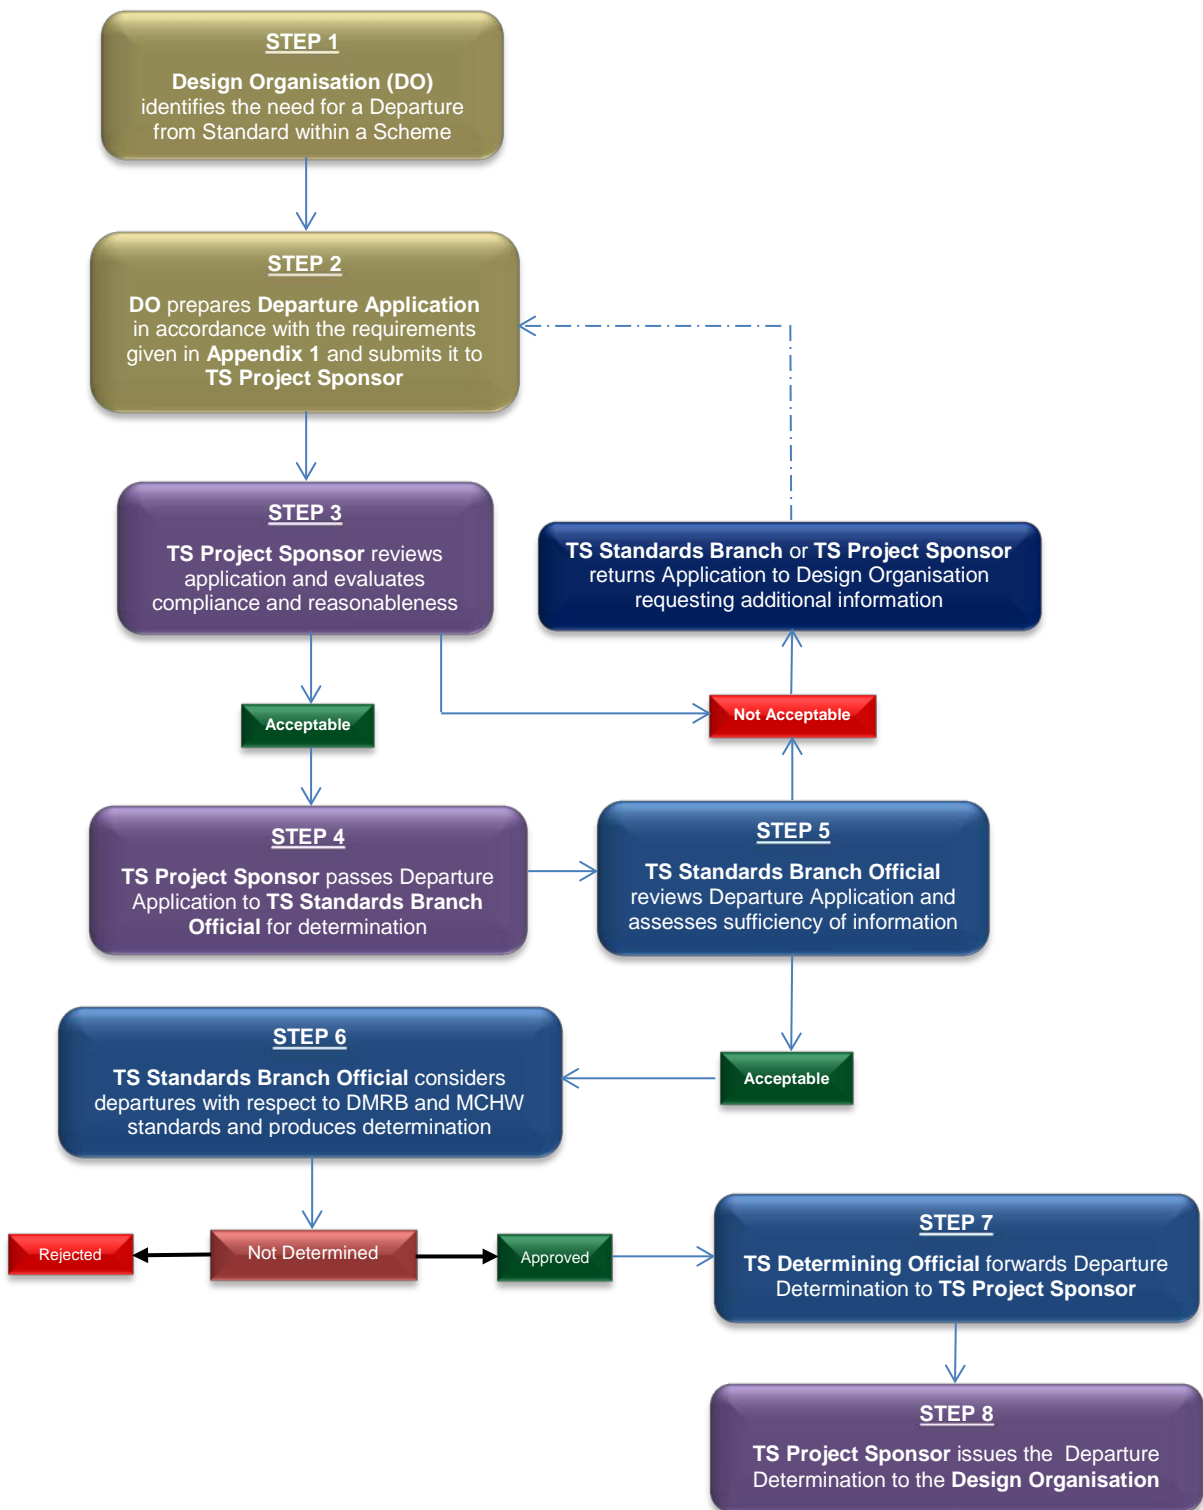 STEP 1
Design Organisation (DO)
identifies the need for a Departure
from Standard within a Scheme
STEP 2
DO prepares Departure Application
in accordance with the requirements
given in Appendix 1 and submits it to
TS Project Sponsor
STEP 3
TS Project Sponsor reviews
application and evaluates
compliance and reasonableness
TS Standards Branch or TS Project Sponsor
returns Application to Design Organisation
requesting additional information
Acceptable
Not Acceptable
STEP 4
TS Project Sponsor passes Departure
Application to TS Standards Branch
Official for determination
STEP 5
TS Standards Branch Official
reviews Departure Application and
assesses sufficiency of information
Acceptable
STEP 6
TS Standards Branch Official considers
departures with respect to DMRB and MCHW
standards and produces determination
Rejected
Not Determined
Approved
STEP 7
TS Determining Official forwards Departure
Determination to TS Project Sponsor
STEP 8
TS Project Sponsor issues the Departure
Determination to the Design Organisation